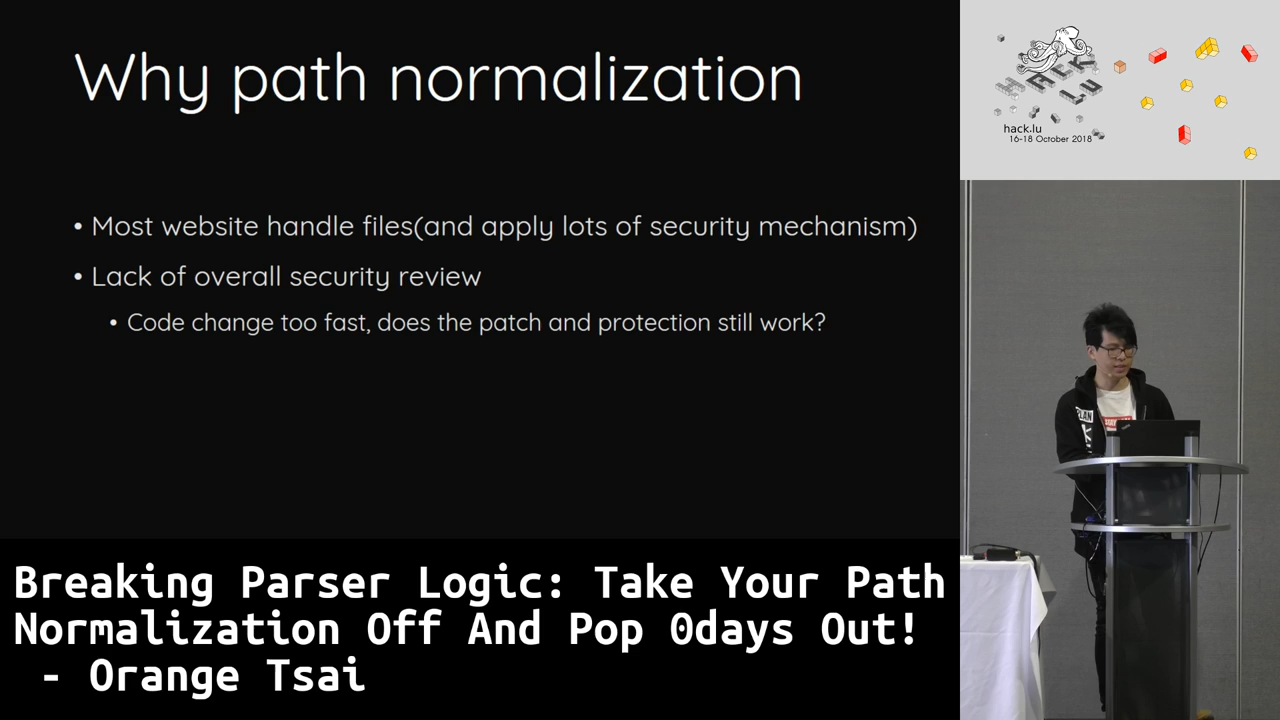 Why path normalization
• Most website handle files(and apply lots of security mechanism)
• Lack of overall security review
• Code change too fast, does the patch and protection still work?
HACK
LU
hack.lu
16-18 October 2018
Breaking Parser Logic: Take Your Path
Normalization Off And Pop 0days Out!
- Orange Tsai